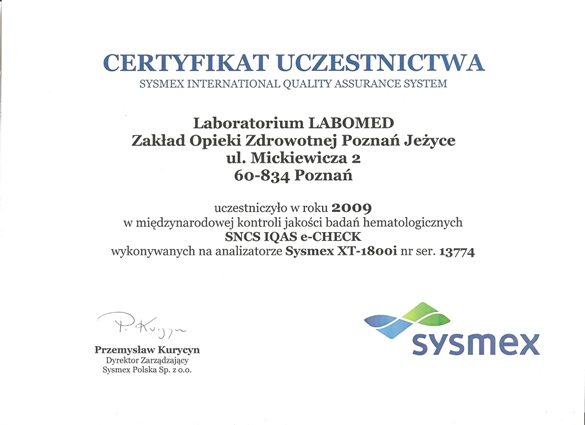 CERTYFIKAT UCZESTNICTWA
SYSMEX INTERNATIONAL QUALITY ASSURANCE SYSTEM
Laboratorium LABOMED
Zakład Opieki Zdrowotnej Poznań Jeżyce
ul. Mickiewicza 2
60-834 Poznań
uczestniczyło w roku 2009
w międzynarodowej kontroli jakości badań hematologicznych
SNCS IQAS e-CHECK
wykonywanych na analizatorze Sysmex XT-1800i nr ser. 13774
Przemysław Kurycyn
Dyrektor Zarządzający
Sysmex Polska Sp. z o.o.
sysmex